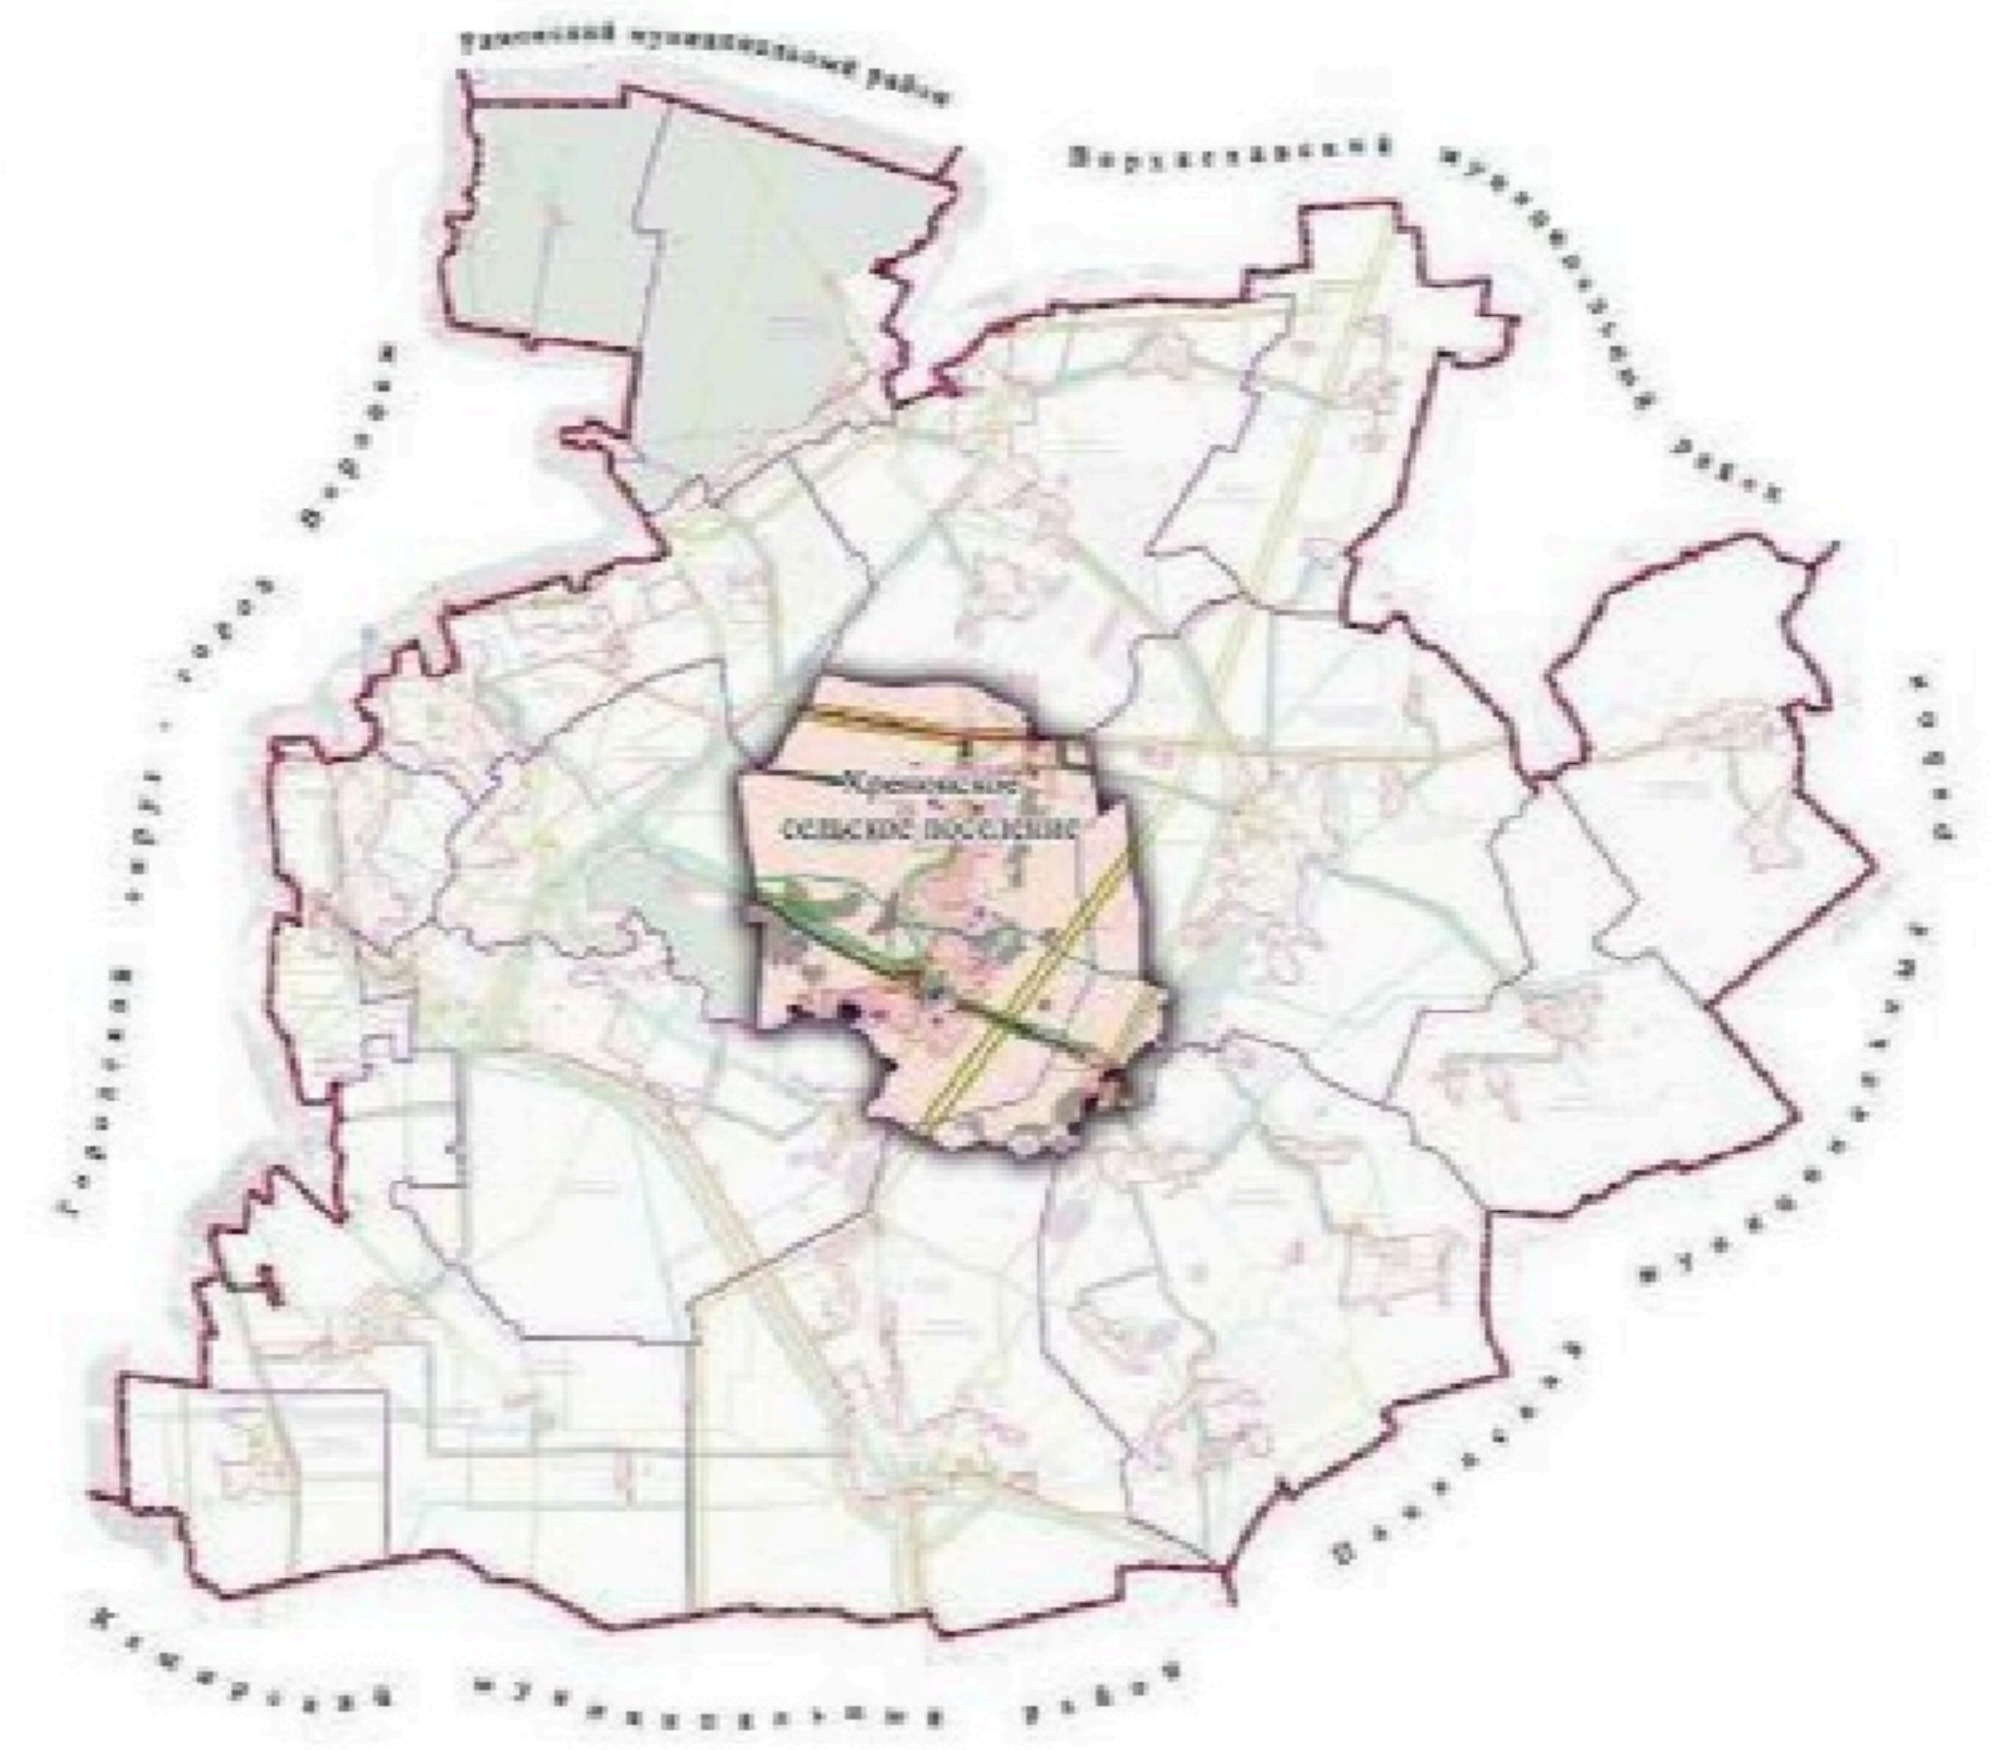 Рамонский муниципальный район
Верхнехавский муниципальный район
Городской округ - город Воронеж
сельское поселение
Панинский муниципальный район
Каширский муниципальный район